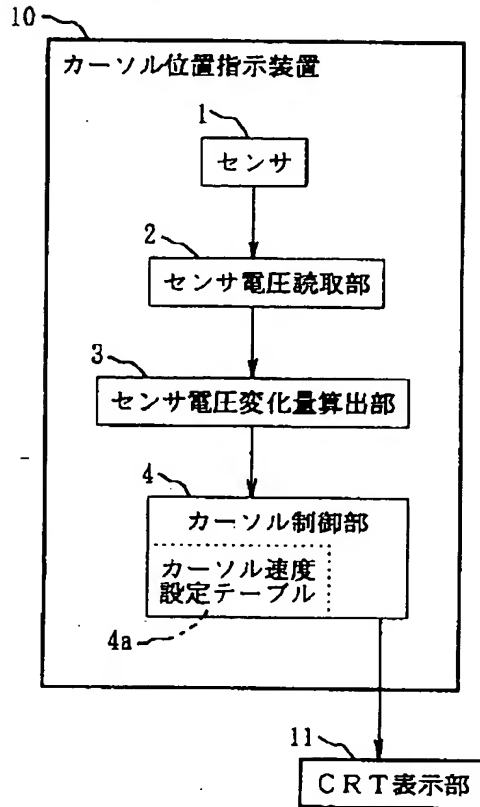 10
カーソル位置指示装置
1
センサ
2
センサ電圧読取部
3
センサ電圧変化量算出部
4
カーソル制御部
カーソル速度
設定テーブル
4a
11
CRT表示部